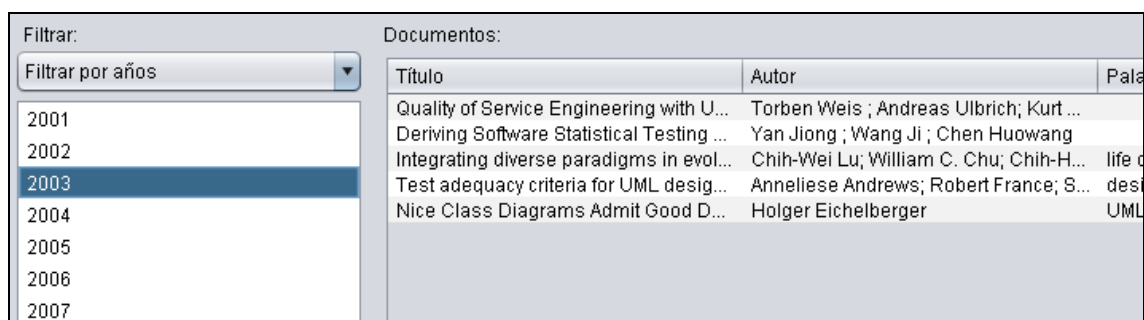 Filtrar: Documentos:
Filtrar por años
Título Autor Pala
2001
2002
2003
2004
2005
2006
2007
Quality of Service Engineering with U... Torben Weis ; Andreas Ulbrich; Kurt ...
Deriving Software Statistical Testing ... Yan Jiong ; Wang Ji ; Chen Huowang
Integrating diverse paradigms in evol... Chih-Wei Lu; William C. Chu; Chih-H... life
Test adequacy criteria for UML desig... Anneliese Andrews; Robert France; S... desi
Nice Class Diagrams Admit Good D... Holger Eichelberger UML